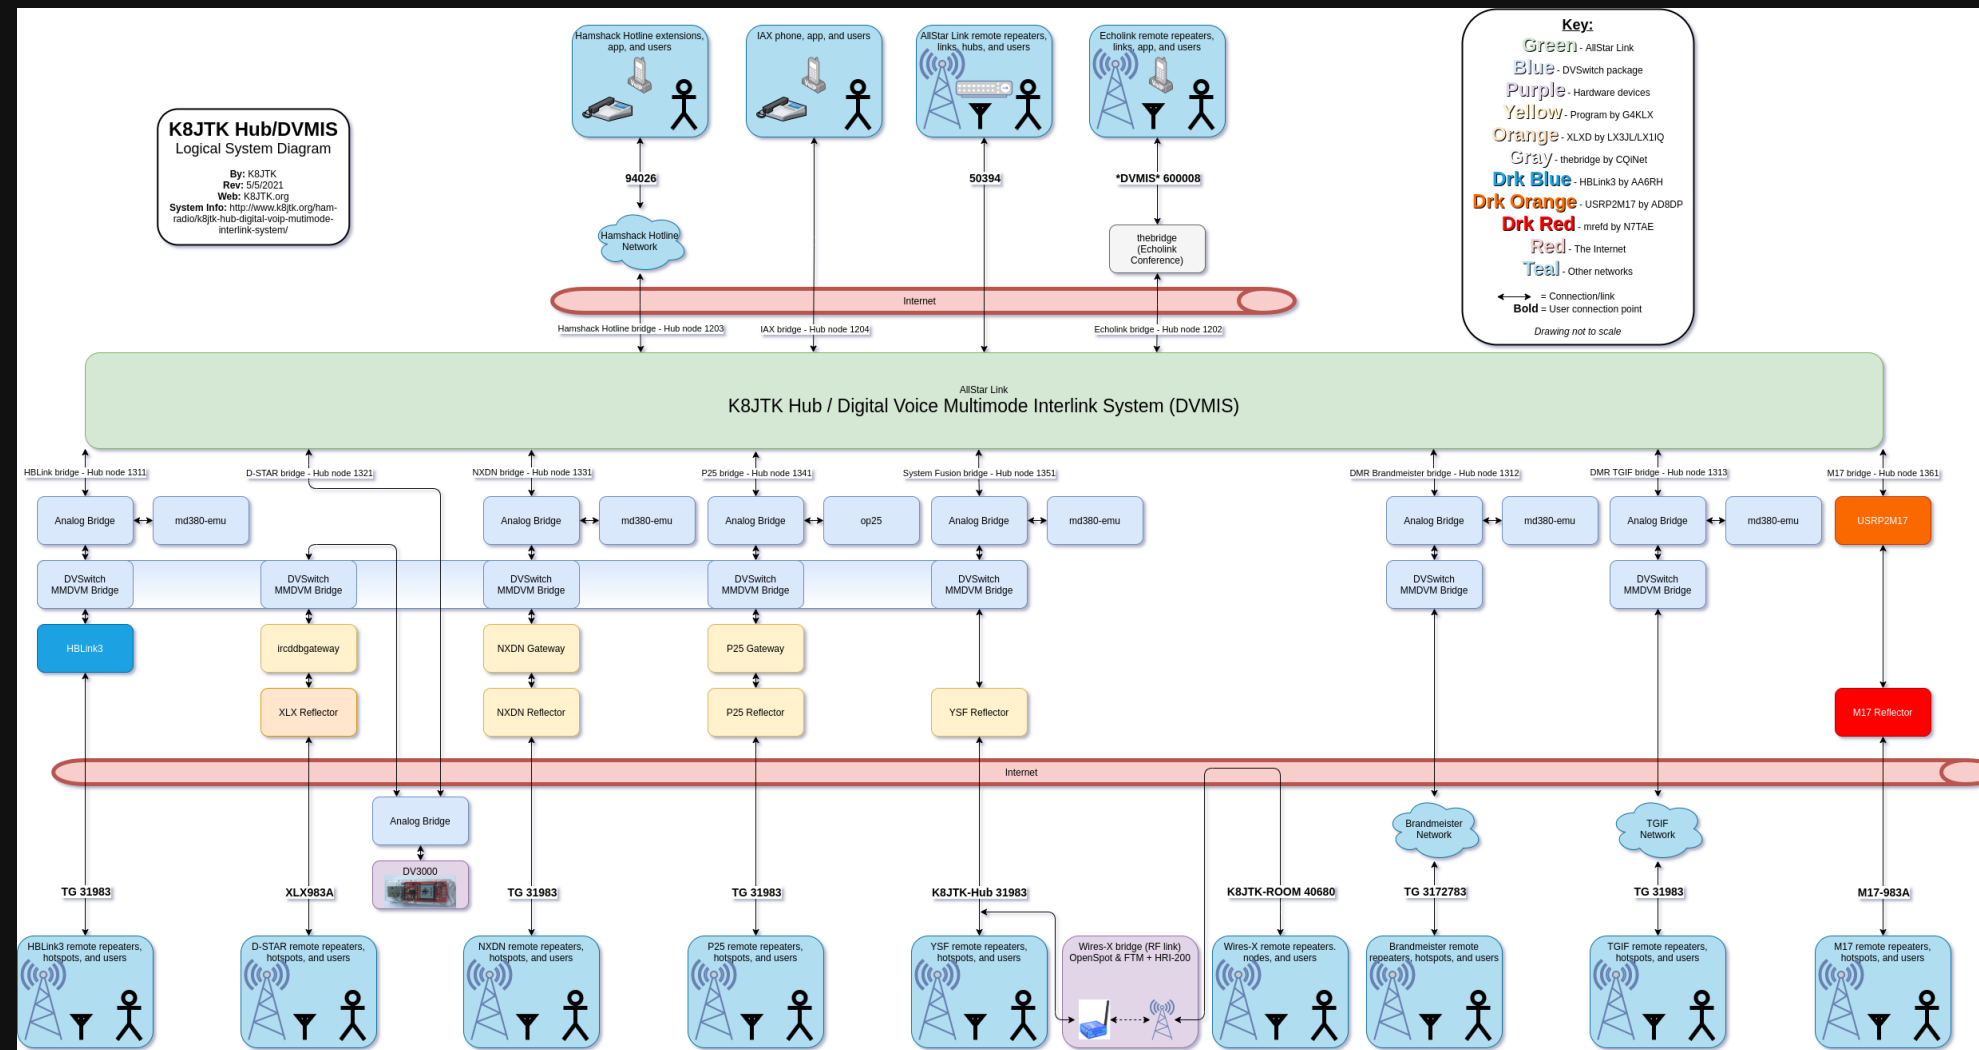 Hamshack Hotline extensions,
app, and users
IAX phone, app, and users
AllStar Link remote repeaters,
links, hubs, and users
Echolink remote repeaters,
links, app, and users
Key:
Green - AllStar Link
Blue - DVSwitch package
Purple - Hardware devices
Yellow - Program by G4KLX
Orange - XLXD by LX3JL/LX1IQ
Gray - thebridge by CQiNet
Drk Blue - HBLink3 by AA6RH
Drk Orange - USRP2M17 by AD8DP
Drk Red - mrefd by N7TAE
Red - The Internet
Teal - Other networks
= Connection/link
Bold = User connection point
Drawing not to scale
K8JTK Hub/DVMIS
Logical System Diagram
By: K8JTK
Rev: 5/5/2021
Web: K8JTK.org
System Info: http://www.k8jtk.org/ham-
radio/k8jtk-hub-digital-voip-mutimode-
interlink-system/
94026
50394
*DVMIS* 600008
Hamshack Hotline
Network
thebridge
(Echolink
Conference)
Internet
Hamshack Hotline bridge - Hub node 1203
IAX bridge - Hub node 1204
Echolink bridge - Hub node 1202
AllStar Link
K8JTK Hub / Digital Voice Multimode Interlink System (DVMIS)
HBLink bridge - Hub node 1311
D-STAR bridge - Hub node 1321
NXDN bridge - Hub node 1331
P25 bridge - Hub node 1341
System Fusion bridge - Hub node 1351
DMR Brandmeister bridge - Hub node 1312
DMR TGIF bridge - Hub node 1313
M17 bridge - Hub node 1361
Analog Bridge
md380-emu
Analog Bridge
md380-emu
Analog Bridge
op25
Analog Bridge
md380-emu
Analog Bridge
md380-emu
Analog Bridge
md380-emu
USRP2M17
DVSwitch
MMDVM Bridge
DVSwitch
MMDVM Bridge
DVSwitch
MMDVM Bridge
DVSwitch
MMDVM Bridge
DVSwitch
MMDVM Bridge
DVSwitch
MMDVM Bridge
DVSwitch
MMDVM Bridge
HBLink3
ircddbgateway
NXDN Gateway
P25 Gateway
XLX Reflector
NXDN Reflector
P25 Reflector
YSF Reflector
M17 Reflector
Internet
Analog Bridge
Brandmeister
Network
TGIF
Network
DV3000
TG 31983
XLX983A
TG 31983
TG 31983
K8JTK-Hub 31983
K8JTK-ROOM 40680
TG 3172783
TG 31983
M17-983A
HBLink3 remote repeaters,
hotspots, and users
D-STAR remote repeaters,
hotspots, and users
NXDN remote repeaters,
hotspots, and users
P25 remote repeaters,
hotspots, and users
YSF remote repeaters,
hotspots, and users
Wires-X bridge (RF link)
OpenSpot & FTM + HRI-200
Wires-X remote repeaters.
nodes, and users
Brandmeister remote
repeaters, hotspots, and users
TGIF remote repeaters,
hotspots, and users
M17 remote repeaters,
hotspots, and users